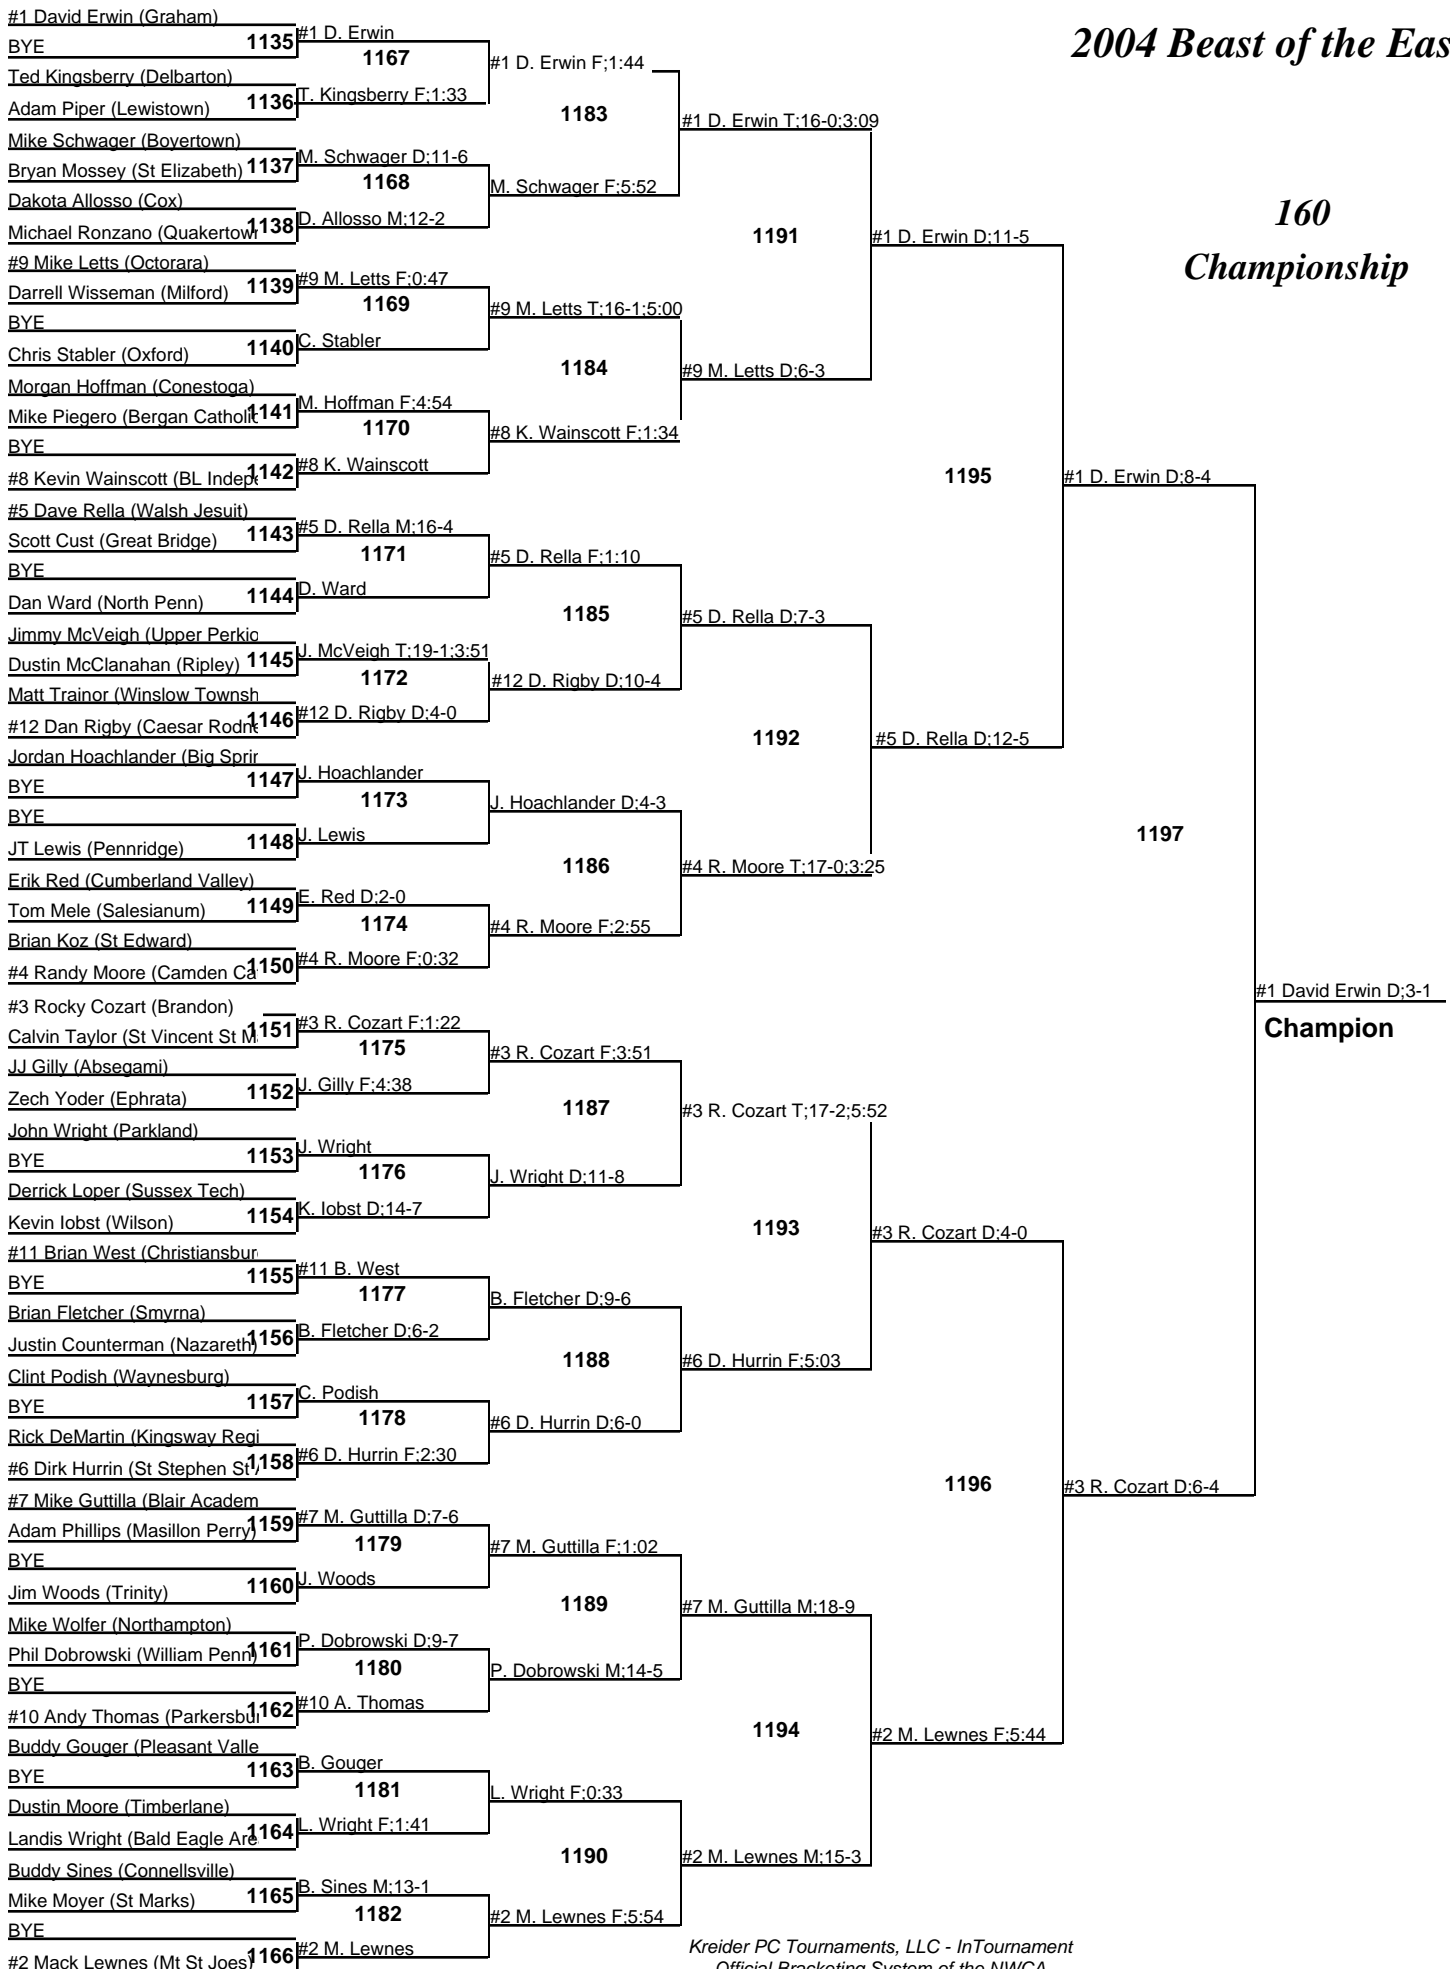 2004 Beast of the Eas
160
Championship
#1 David Erwin (Graham)
BYE
1135
Ted Kingsberry (Delbarton)
Adam Piper (Lewistown)
1136
Mike Schwager (Boyertown)
Bryan Mossey (St Elizabeth)
1137
Dakota Allosso (Cox)
Michael Ronzano (Quakertow
1138
#9 Mike Letts (Octorara)
Darrell Wisseman (Milford)
1139
BYE
Chris Stabler (Oxford)
1140
Morgan Hoffman (Conestoga)
Mike Piegero (Bergan Catholic
1141
BYE
#8 Kevin Wainscott (BL Indepe
1142
#5 Dave Rella (Walsh Jesuit)
Scott Cust (Great Bridge)
1143
BYE
Dan Ward (North Penn)
1144
Jimmy McVeigh (Upper Perkio
Dustin McClanahan (Ripley)
1145
Matt Trainor (Winslow Townsh
#12 Dan Rigby (Caesar Rodne
1146
Jordan Hoachlander (Big Sprin
BYE
1147
BYE
JT Lewis (Pennridge)
1148
Erik Red (Cumberland Valley)
Tom Mele (Salesianum)
1149
Brian Koz (St Edward)
#4 Randy Moore (Camden Ca
1150
#3 Rocky Cozart (Brandon)
Calvin Taylor (St Vincent St M
1151
JJ Gilly (Absegami)
Zech Yoder (Ephrata)
1152
John Wright (Parkland)
BYE
1153
Derrick Loper (Sussex Tech)
Kevin Iobst (Wilson)
1154
#11 Brian West (Christiansbur
BYE
1155
Brian Fletcher (Smyrna)
Justin Counterman (Nazareth)
1156
Clint Podish (Waynesburg)
BYE
1157
Rick DeMartin (Kingsway Regi
#6 Dirk Hurrin (St Stephen St A
1158
#7 Mike Guttilla (Blair Academ
Adam Phillips (Masillon Perry)
1159
BYE
Jim Woods (Trinity)
1160
Mike Wolfer (Northampton)
Phil Dobrowski (William Penn)
1161
BYE
#10 Andy Thomas (Parkersbur
1162
Buddy Gouger (Pleasant Valle
BYE
1163
Dustin Moore (Timberlane)
Landis Wright (Bald Eagle Are
1164
Buddy Sines (Connellsville)
Mike Moyer (St Marks)
1165
BYE
#2 Mack Lewnes (Mt St Joes)
1166
#1 D. Erwin
1167
T. Kingsberry F;1:33
M. Schwager D;11-6
1168
D. Allosso M;12-2
#9 M. Letts F;0:47
1169
C. Stabler
M. Hoffman F;4:54
1170
#8 K. Wainscott
#5 D. Rella M;16-4
1171
D. Ward
J. McVeigh T;19-1;3:51
1172
#12 D. Rigby D;4-0
J. Hoachlander
1173
J. Lewis
E. Red D;2-0
1174
#4 R. Moore F;0:32
#3 R. Cozart F;1:22
1175
J. Gilly F;4:38
J. Wright
1176
K. Iobst D;14-7
#11 B. West
1177
B. Fletcher D;6-2
C. Podish
1178
#6 D. Hurrin F;2:30
#7 M. Guttilla D;7-6
1179
J. Woods
P. Dobrowski D;9-7
1180
#10 A. Thomas
B. Gouger
1181
L. Wright F;1:41
B. Sines M;13-1
1182
#2 M. Lewnes
#1 D. Erwin F;1:44
1183
M. Schwager F;5:52
#9 M. Letts T;16-1;5:00
1184
#8 K. Wainscott F;1:34
#5 D. Rella F;1:10
1185
#12 D. Rigby D;10-4
J. Hoachlander D;4-3
1186
#4 R. Moore F;2:55
#3 R. Cozart F;3:51
1187
J. Wright D;11-8
B. Fletcher D;9-6
1188
#6 D. Hurrin D;6-0
#7 M. Guttilla F;1:02
1189
P. Dobrowski M;14-5
L. Wright F;0:33
1190
#2 M. Lewnes F;5:54
#1 D. Erwin T;16-0;3:09
1191
#9 M. Letts D;6-3
#5 D. Rella D;7-3
1192
#4 R. Moore T;17-0;3:25
#3 R. Cozart T;17-2;5:52
1193
#6 D. Hurrin F;5:03
#7 M. Guttilla M;18-9
1194
#2 M. Lewnes M;15-3
#1 D. Erwin D;11-5
1195
#5 D. Rella D;12-5
#3 R. Cozart D;4-0
1196
#2 M. Lewnes F;5:44
#1 D. Erwin D;8-4
1197
#3 R. Cozart D;6-4
#1 David Erwin D;3-1
Champion
Kreider PC Tournaments, LLC - InTournament
Official Bracketing System of the NWCA